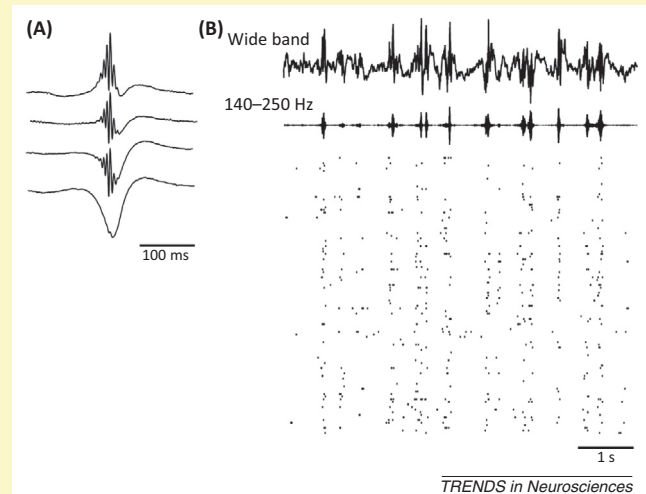 (A)
(B)
Wide band
140–250 Hz
100 ms
1 s
TRENDS in Neurosciences